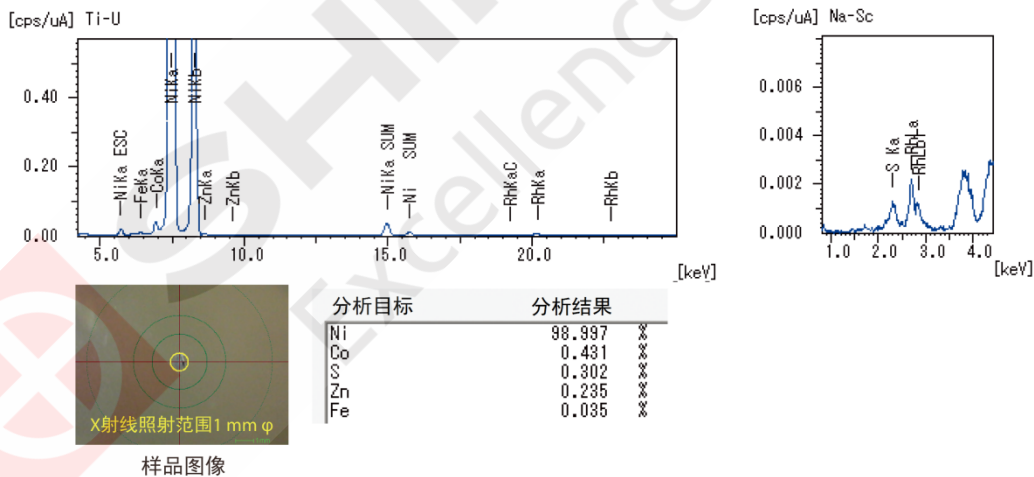 [cps/uA] Ti-U
0.40
0.20
0.00
NiKa ESC
FeKa
CoKa
NiKa
NiKb
ZnKa
ZnKb
NiKa SUM
Ni SUM
RhKaC
RhKa
RhKb
5.0 10.0 15.0 20.0
[keV]
[cps/uA] Na-Sc
0.006
0.004
0.002
0.000
S Ka
RhLa
RhLb1
1.0 2.0 3.0 4.0
[keV]
X射线照射范围1 mm φ
样品图像
分析目标 分析结果
Ni 98.997 %
Co 0.431 %
S 0.302 %
Zn 0.235 %
Fe 0.035 %
Excellence